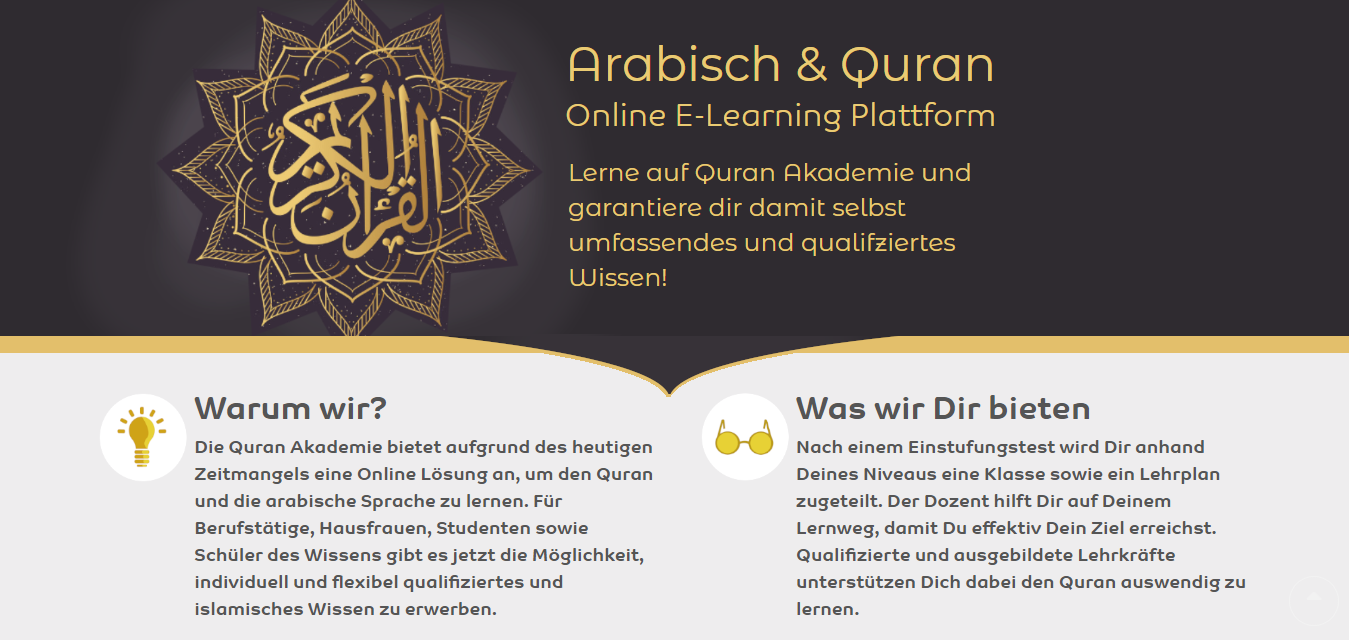 القرآن الكريم
Arabisch & Quran
Online E-Learning Plattform
Lerne auf Quran Akademie und
garantiere dir damit selbst
umfassendes und qualifziertes
Wissen!
Warum wir?
Die Quran Akademie bietet aufgrund des heutigen
Zeitmangels eine Online Lösung an, um den Quran
und die arabische Sprache zu lernen. Für
Berufstätige, Hausfrauen, Studenten sowie
Schüler des Wissens gibt es jetzt die Möglichkeit,
individuell und flexibel qualifiziertes und
islamisches Wissen zu erwerben.
Was wir Dir bieten
Nach einem Einstufungstest wird Dir anhand
Deines Niveaus eine Klasse sowie ein Lehrplan
zugeteilt. Der Dozent hilft Dir auf Deinem
Lernweg, damit Du effektiv Dein Ziel erreichst.
Qualifizierte und ausgebildete Lehrkräfte
unterstützen Dich dabei den Quran auswendig zu
lernen.